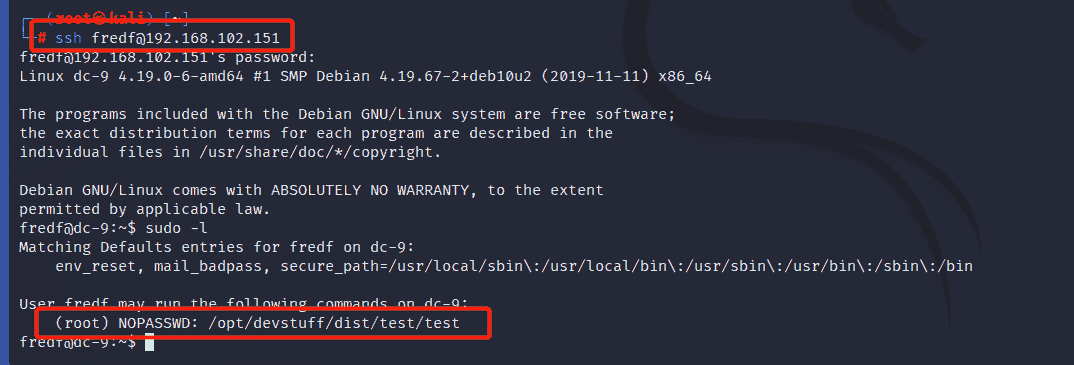 ┌──(root㉿kali)-[~]
└─# ssh fredf@192.168.102.151
fredf@192.168.102.151's password:
Linux dc-9 4.19.0-6-amd64 #1 SMP Debian 4.19.67-2+deb10u2 (2019-11-11) x86_64
The programs included with the Debian GNU/Linux system are free software;
the exact distribution terms for each program are described in the
individual files in /usr/share/doc/*/copyright.
Debian GNU/Linux comes with ABSOLUTELY NO WARRANTY, to the extent
permitted by applicable law.
fredf@dc-9:~$ sudo -l
Matching Defaults entries for fredf on dc-9:
    env_reset, mail_badpass, secure_path=/usr/local/sbin\:/usr/local/bin\:/usr/sbin\:/usr/bin\:/sbin\:/bin
User fredf may run the following commands on dc-9:
    (root) NOPASSWD: /opt/devstuff/dist/test/test
fredf@dc-9:~$